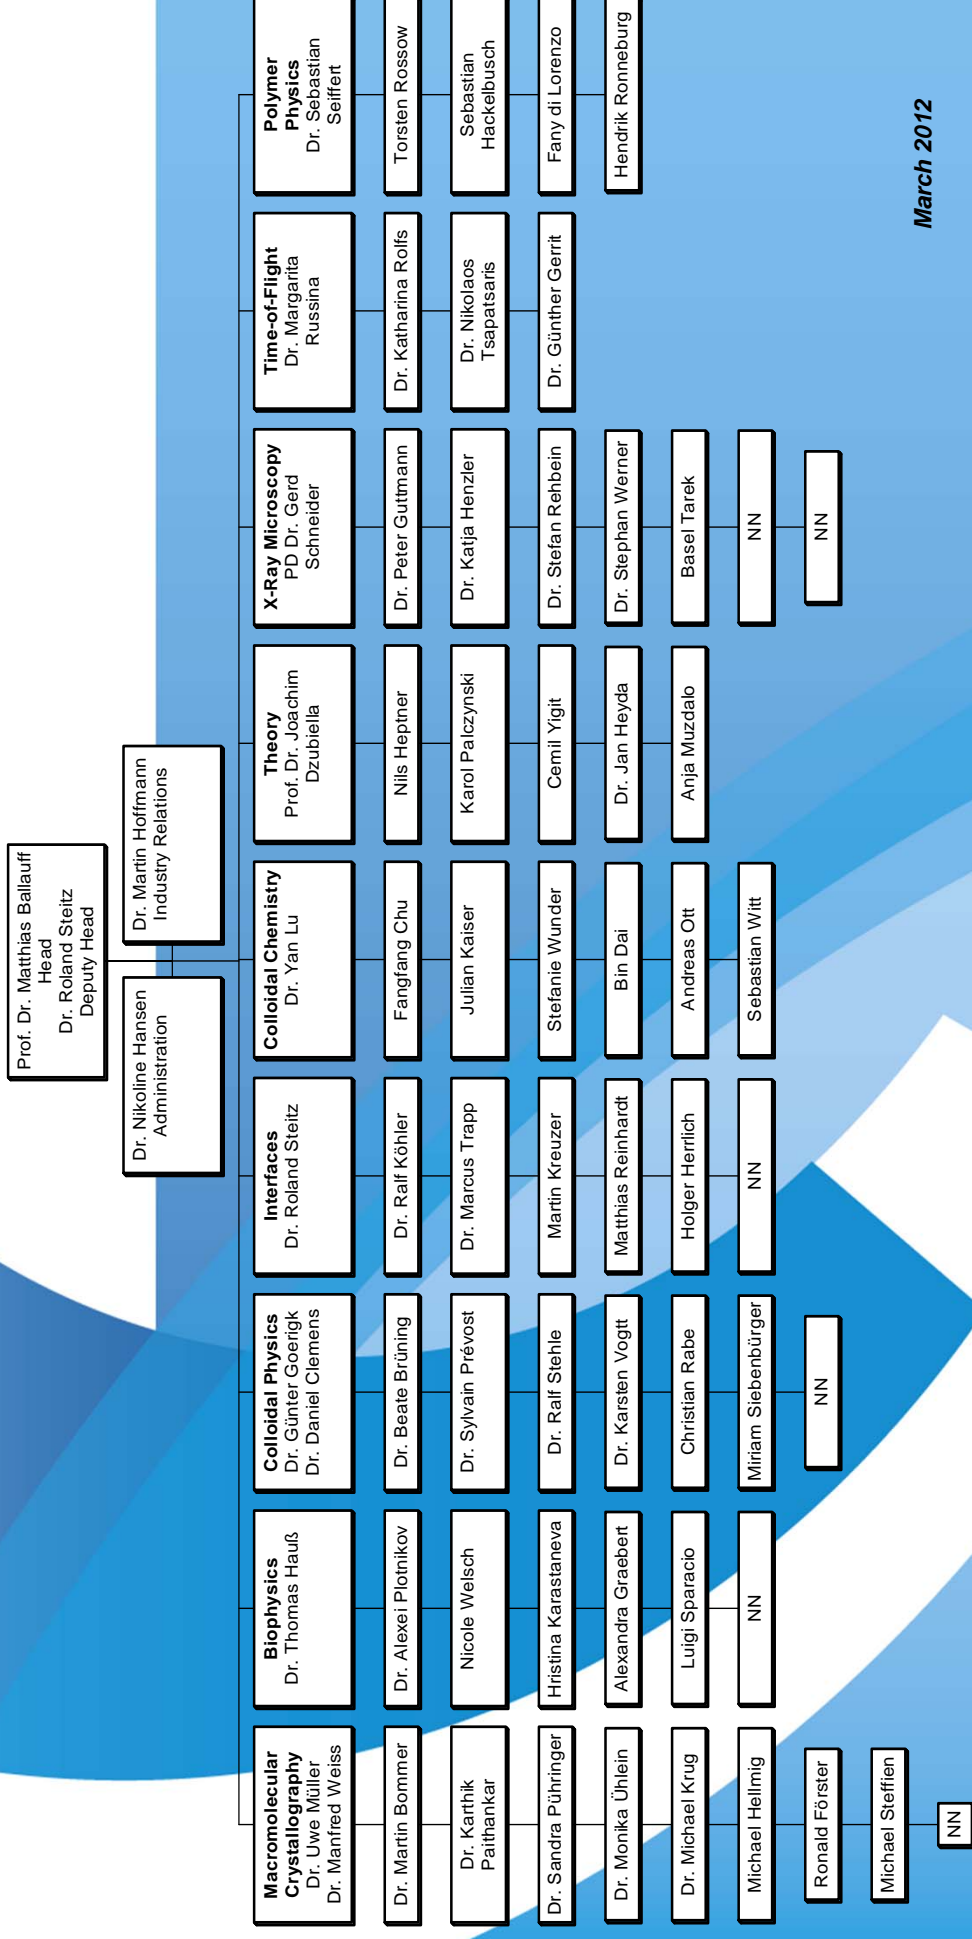 Prof. Dr. Matthias Ballauff
Head
Dr. Roland Steitz
Deputy Head
Dr. Nikoline Hansen
Administration
Dr. Martin Hoffmann
Industry Relations
Macromolecular
Crystallography
Dr. Uwe Müller
Dr. Manfred Weiss
Dr. Martin Bommer
Dr. Karthik
Paithankar
Dr. Sandra Pühringer
Dr. Monika Ühlein
Dr. Michael Krug
Michael Hellmig
Ronald Förster
Michael Steffien
NN
Biophysics
Dr. Thomas Hauß
Dr. Alexei Plotnikov
Nicole Welsch
Hristina Karastaneva
Alexandra Graebert
Luigi Sparacio
NN
Colloidal Physics
Dr. Günter Goerigk
Dr. Daniel Clemens
Dr. Beate Brüning
Dr. Sylvain Prévost
Dr. Ralf Stehle
Dr. Karsten Vogtt
Christian Rabe
Miriam Siebenbürger
NN
Interfaces
Dr. Roland Steitz
Dr. Ralf Köhler
Dr. Marcus Trapp
Martin Kreuzer
Matthias Reinhardt
Holger Herrlich
NN
Colloidal Chemistry
Dr. Yan Lu
Fangfang Chu
Julian Kaiser
Stefanie Wunder
Bin Dai
Andreas Ott
Sebastian Witt
Theory
Prof. Dr. Joachim
Dzubiella
Nils Heptner
Karol Palczynski
Cemil Yigit
Dr. Jan Heyda
Anja Muzdalo
X-Ray Microscopy
PD Dr. Gerd
Schneider
Dr. Peter Guttmann
Dr. Katja Henzler
Dr. Stefan Rehbein
Dr. Stephan Werner
Basel Tarek
NN
NN
Time-of-Flight
Dr. Margarita
Russina
Dr. Katharina Rolfs
Dr. Nikolaos
Tsapatsaris
Dr. Günther Gerrit
Polymer
Physics
Dr. Sebastian
Seiffert
Torsten Rossow
Sebastian
Hackelbusch
Fany di Lorenzo
Hendrik Ronneburg
March 2012